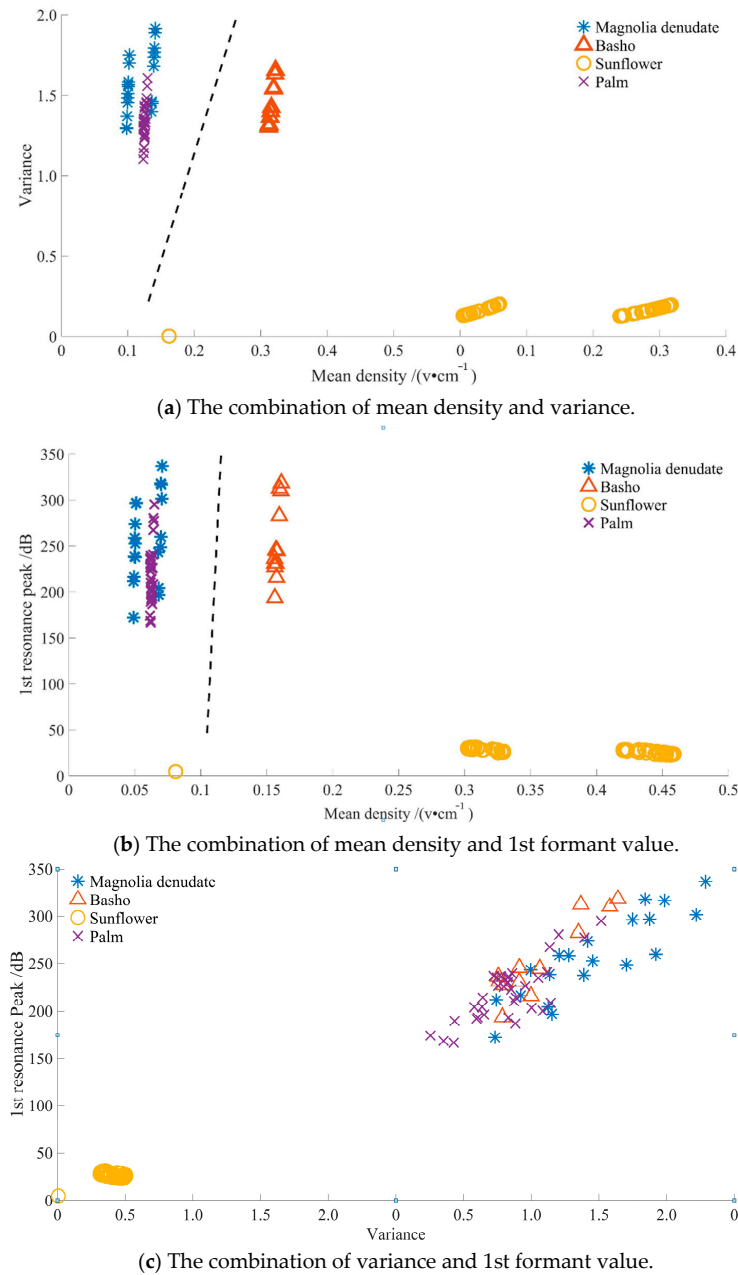 2.0
1.5
1.0
0.5
0
Variance
Magnolia denudate
Basho
Sunflower
Palm
0 0.1 0.2 0.3 0 0.1 0.2 0.3 0.4
Mean density /(v•cm⁻¹)
(a) The combination of mean density and variance.
350
300
250
200
150
100
50
0
1st resonance peak /dB
Magnolia denudate
Basho
Sunflower
Palm
0 0.05 0.1 0.15 0.2 0.25 0.3 0.35 0.4 0.45 0.5
Mean density /(v•cm⁻¹)
(b) The combination of mean density and 1st formant value.
350
300
250
200
150
100
50
0
1st resonance Peak /dB
Magnolia denudate
Basho
Sunflower
Palm
0 0.5 1.0 1.5 2.0 0 0.5 1.0 1.5 2.0 0
Variance
(c) The combination of variance and 1st formant value.